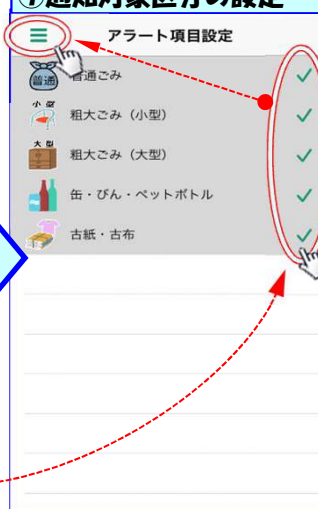 ⑦通知対象区分の設定
アラート項目設定
普通
普通ごみ
小型
粗大ごみ（小型）
大型
粗大ごみ（大型）
缶・びん・ペットボトル
古紙・古布